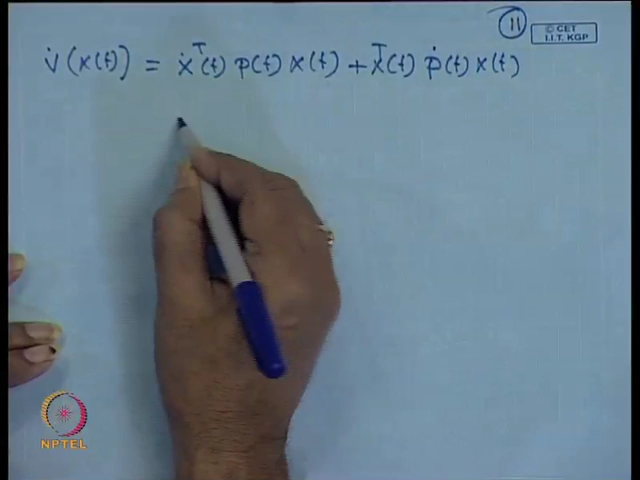 11
© CET
I.I.T. KGP
V̇(x(t)) = ẋᵀ(t) p(t) x(t) + xᵀ(t) ṗ(t) x(t)
NPTEL